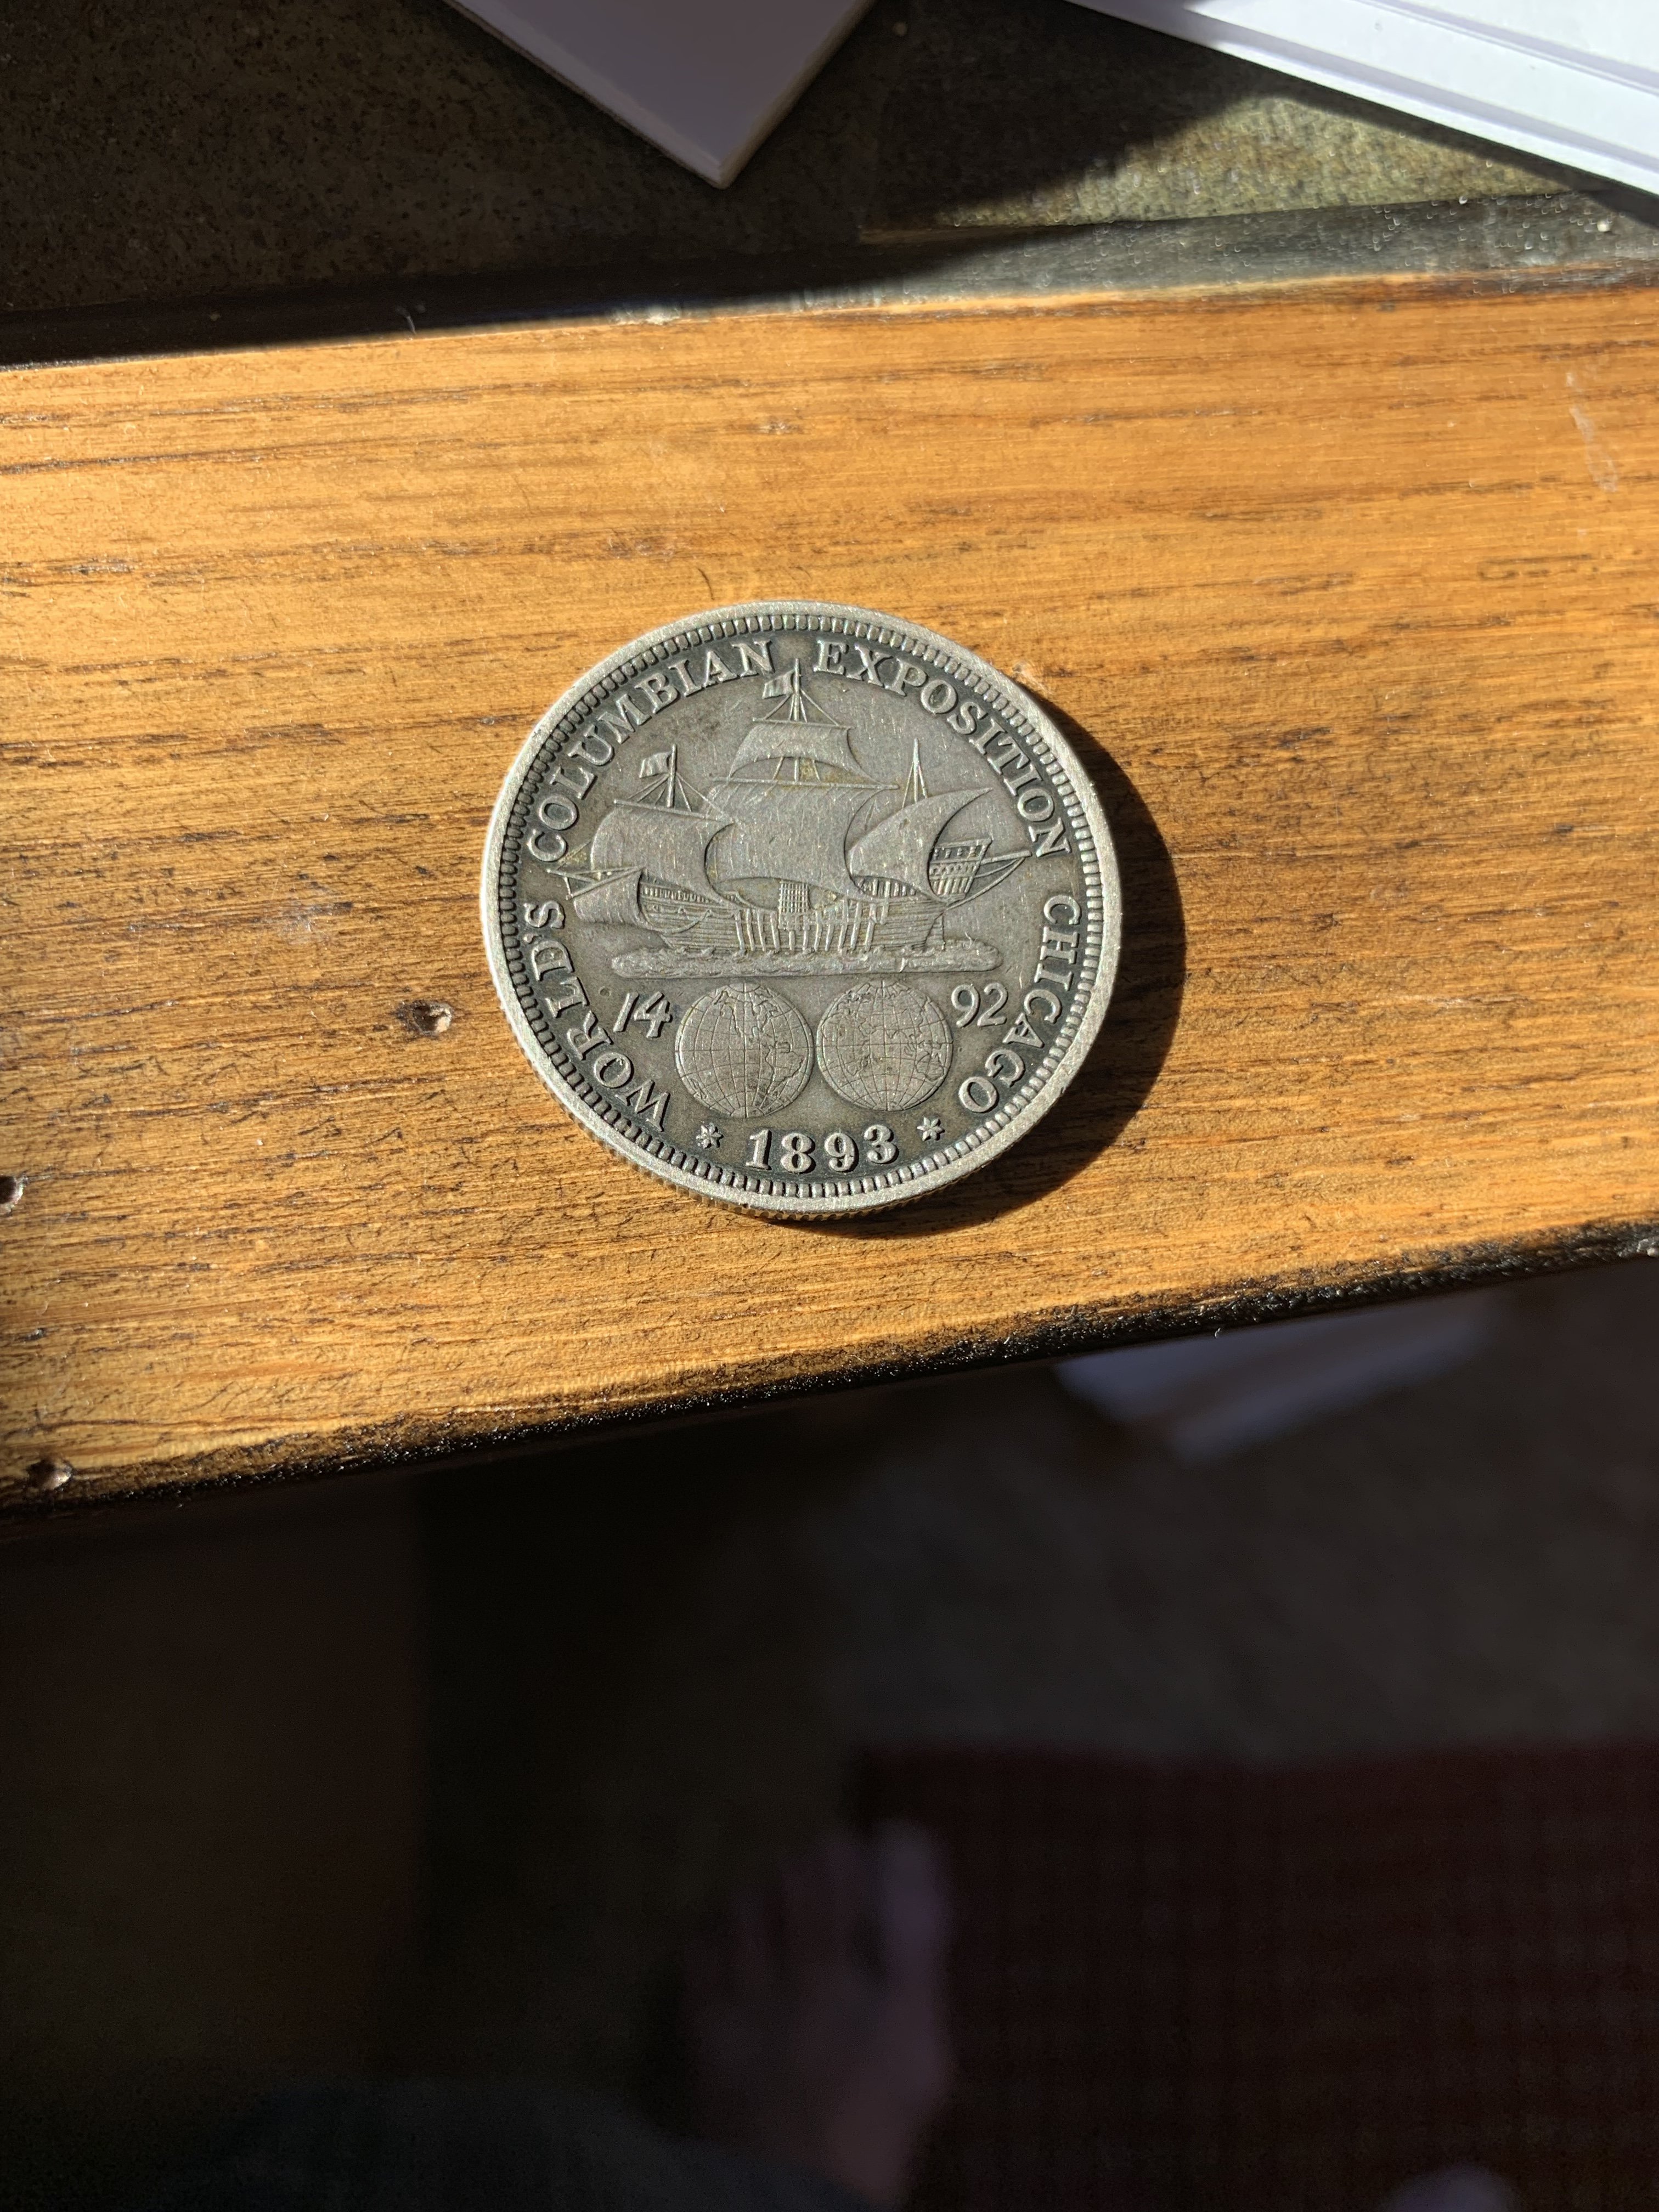 WORLD'S COLUMBIAN EXPOSITION CHICAGO
14 92
* 1893 *